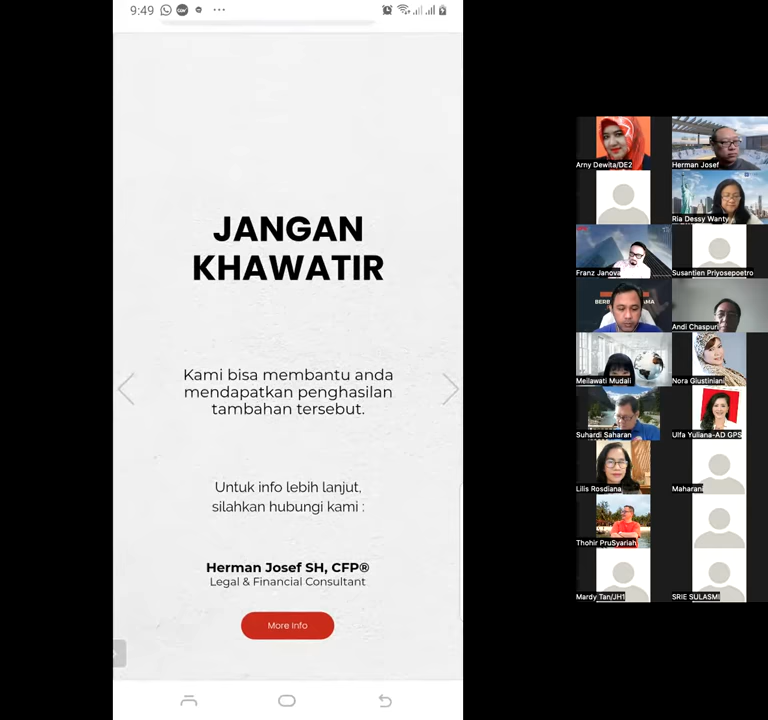 9:49
JANGAN
KHAWATIR
Kami bisa membantu anda
mendapatkan penghasilan
tambahan tersebut.
Untuk info lebih lanjut,
silahkan hubungi kami :
Herman Josef SH, CFP®
Legal & Financial Consultant
More Info
Arny Dewita/DE2
Herman Josef
Ria Dessy Wanty
Franz Janova
Susantien Priyosepoetro
Andi Chaspuri
Meilawati Mudali
Nora Giustiniani
Suhardi Saharan
Ulfa Yuliana-AD GPS
Lilis Rosdiana
Maharani
Thohir PruSyariah
Mardy Tan/JH1
SRIE SULASMI